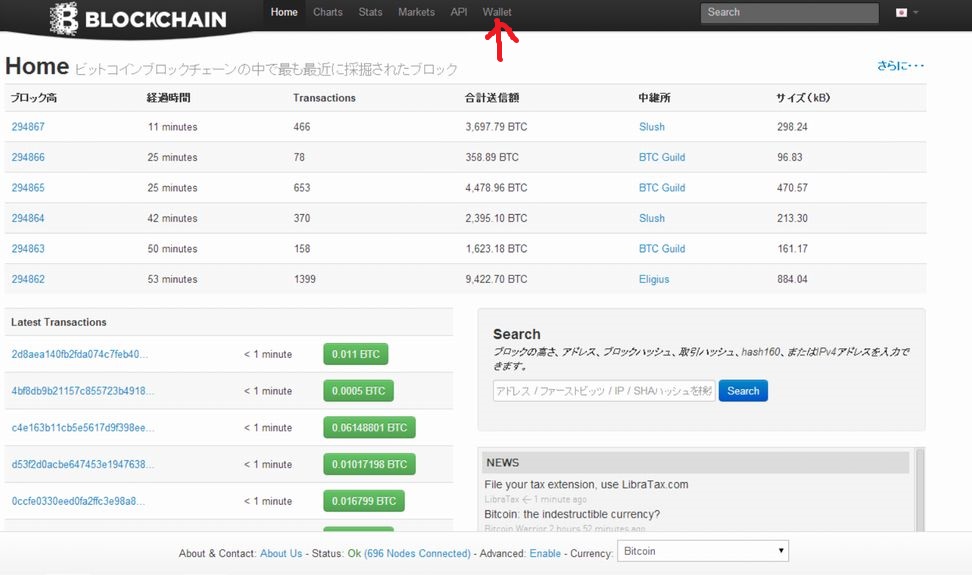 BLOCKCHAIN Home Charts Stats Markets API Wallet Search
Home ビットコインブロックチェーンの中で最も最近に採掘されたブロック さらに・・・
ブロック高 経過時間 Transactions 合計送信額 中継所 サイズ(kB)
294867 11 minutes 466 3,697.79 BTC Slush 298.24
294866 25 minutes 78 358.89 BTC BTC Guild 96.83
294865 25 minutes 653 4,478.96 BTC BTC Guild 470.57
294864 42 minutes 370 2,395.10 BTC Slush 213.30
294863 50 minutes 158 1,623.18 BTC BTC Guild 161.17
294862 53 minutes 1399 9,422.70 BTC Eligius 884.04
Latest Transactions
2d8aea140fb2fda074c7feb40... < 1 minute 0.011 BTC
4bf8db9b21157c855723b4918... < 1 minute 0.0005 BTC
c4e163b11cb5e5617d9f398ee... < 1 minute 0.06148801 BTC
d53f2d0acbe647453e1947638... < 1 minute 0.01017198 BTC
0ccfe0330eed0fa2ffc3e98a8... < 1 minute 0.016799 BTC
Search
ブロックの高さ、アドレス、ブロックハッシュ、取引ハッシュ、hash160、またはIPv4アドレスを入力で
きます。
アドレス / ファーストビッツ / IP / SHAハッシュを検索 Search
NEWS
File your tax extension, use LibraTax.com
LibraTax ← 1 minute ago
Bitcoin: the indestructible currency?
Bitcoin Warrior 2 hours 52 minutes ago
About & Contact: About Us - Status: Ok (696 Nodes Connected) - Advanced: Enable - Currency: Bitcoin